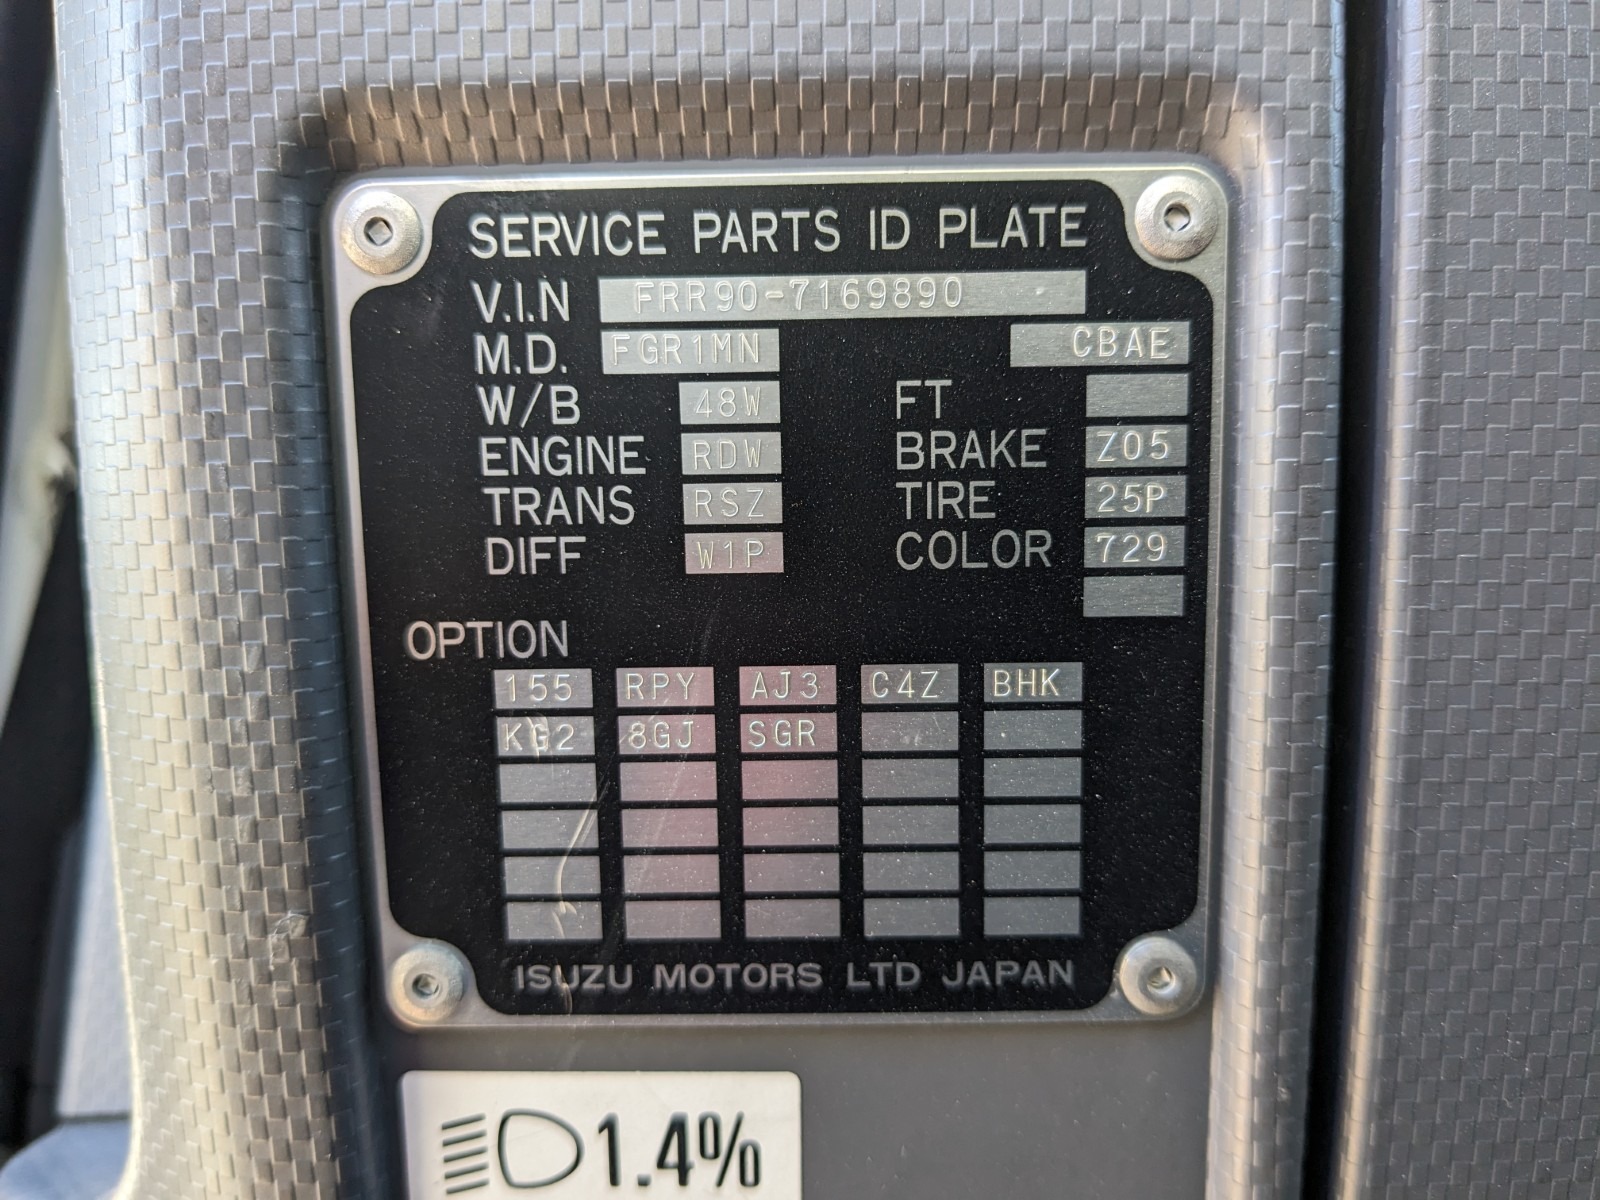 SERVICE PARTS ID PLATE
V.I.N FRR90-7169890
M.D. FGR1MN CBAE
W/B 48W FT
ENGINE RDW BRAKE Z05
TRANS RSZ TIRE 25P
DIFF W1P COLOR 729
OPTION
155 RPY AJ3 C4Z BHK
KG2 8GJ SGR
ISUZU MOTORS LTD JAPAN
1.4%